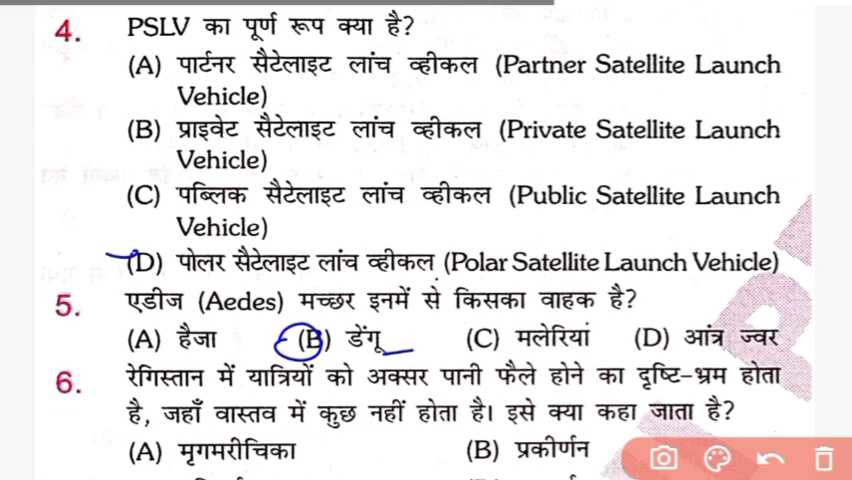 4. PSLV का पूर्ण रूप क्या है?
(A) पार्टनर सैटेलाइट लांच व्हीकल (Partner Satellite Launch
Vehicle)
(B) प्राइवेट सैटेलाइट लांच व्हीकल (Private Satellite Launch
Vehicle)
(C) पब्लिक सैटेलाइट लांच व्हीकल (Public Satellite Launch
Vehicle)
(D) पोलर सैटेलाइट लांच व्हीकल (Polar Satellite Launch Vehicle)
5. एडीज (Aedes) मच्छर इनमें से किसका वाहक है?
(A) हैजा (B) डेंगू (C) मलेरिया (D) आंत्र ज्वर
6. रेगिस्तान में यात्रियों को अक्सर पानी फैले होने का दृष्टि-भ्रम होता
है, जहाँ वास्तव में कुछ नहीं होता है। इसे क्या कहा जाता है?
(A) मृगमरीचिका (B) प्रकीर्णन